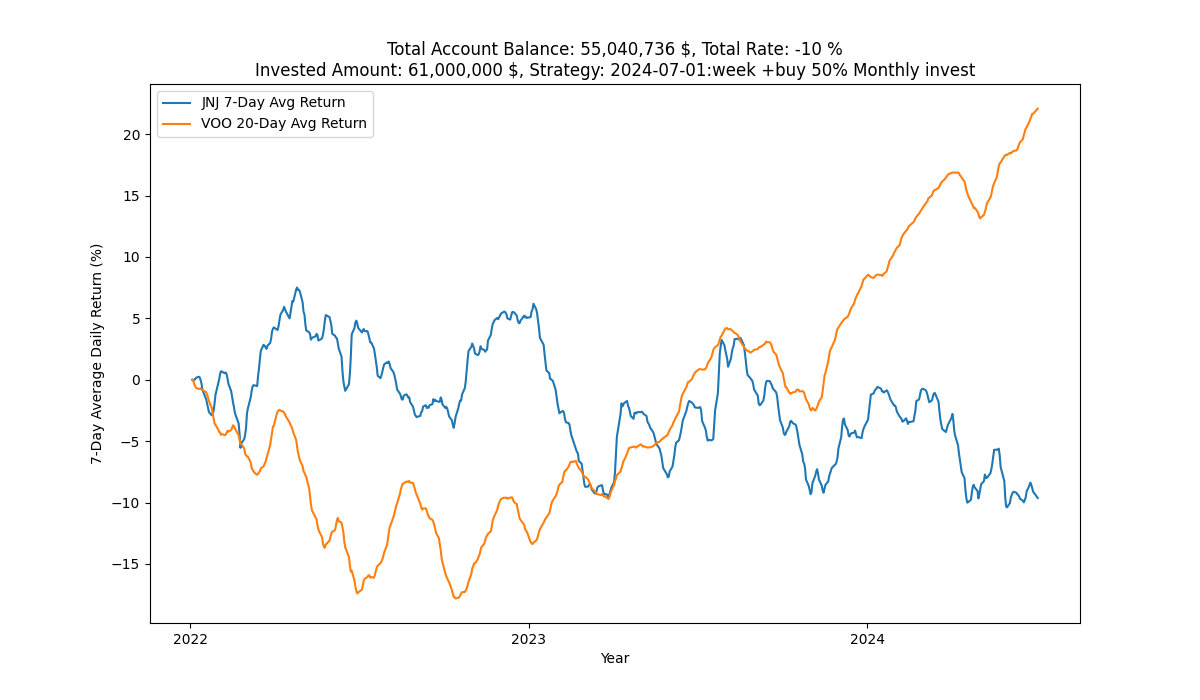 Total Account Balance: 55,040,736 $, Total Rate: -10 %
Invested Amount: 61,000,000 $, Strategy: 2024-07-01:week +buy 50% Monthly invest
JNJ 7-Day Avg Return
VOO 20-Day Avg Return
7-Day Average Daily Return (%)
20
15
10
5
0
−5
−10
−15
2022
2023
2024
Year